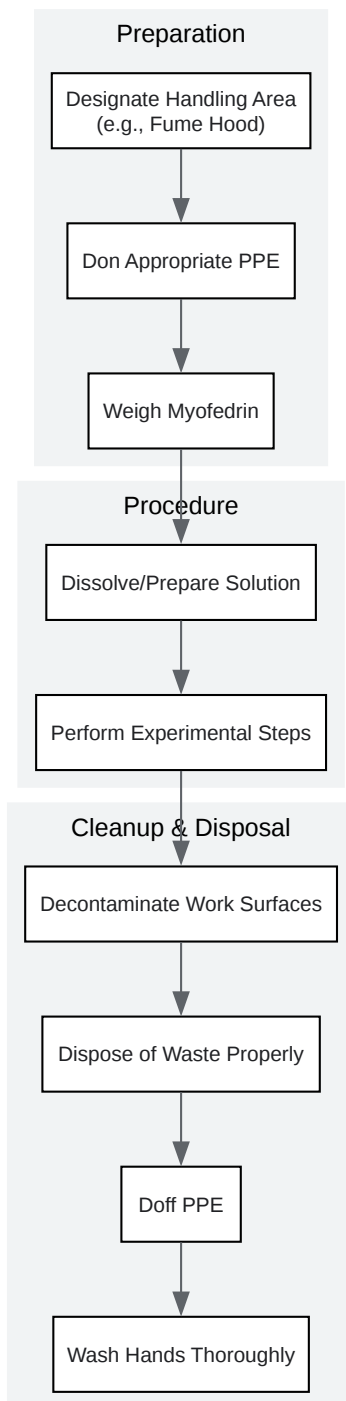 Preparation
Designate Handling Area
(e.g., Fume Hood)
Don Appropriate PPE
Weigh Myofedrin
Procedure
Dissolve/Prepare Solution
Perform Experimental Steps
Cleanup & Disposal
Decontaminate Work Surfaces
Dispose of Waste Properly
Doff PPE
Wash Hands Thoroughly